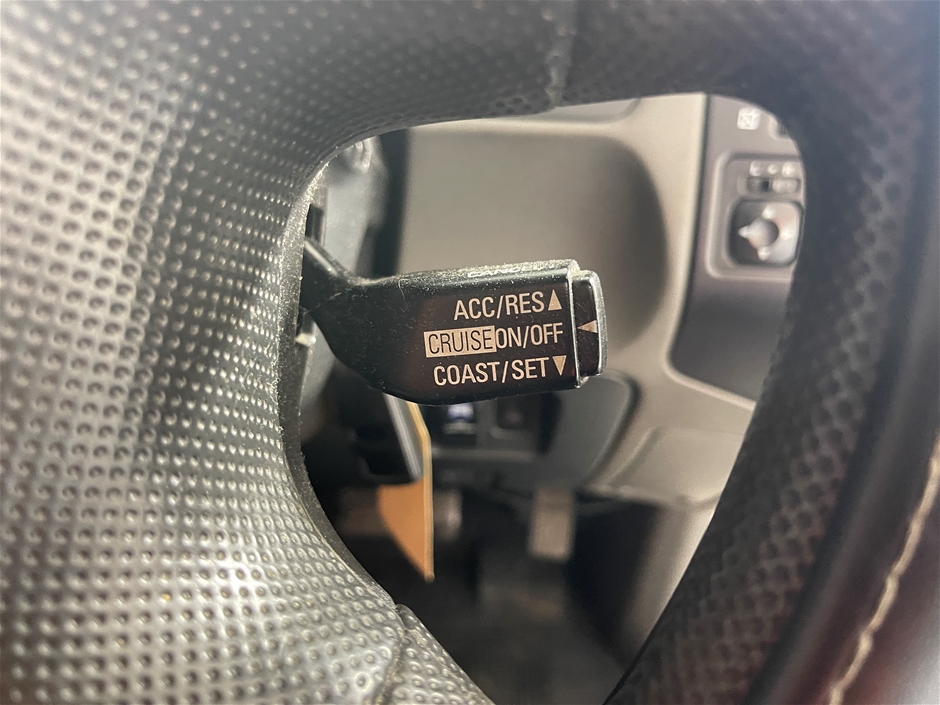 ACC/RES▲
CRUISE ON/OFF
COAST/SET▼